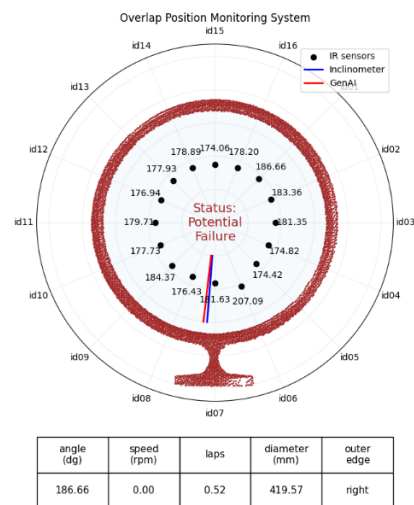 Overlap Position Monitoring System
id15
id14
id16
IR sensors
Inclinometer
GenAI
id13
id01
id12
id02
174.06
178.89
178.20
177.93
186.66
176.94
183.36
id11
179.71
Status:
Potential
Failure
181.35
id03
177.73
174.82
184.37
174.42
176.43
181.63
207.09
id10
id04
id09
id05
id08
id06
id07
angle
(dg)
speed
(rpm)
laps
diameter
(mm)
outer
edge
186.66
0.00
0.52
419.57
right